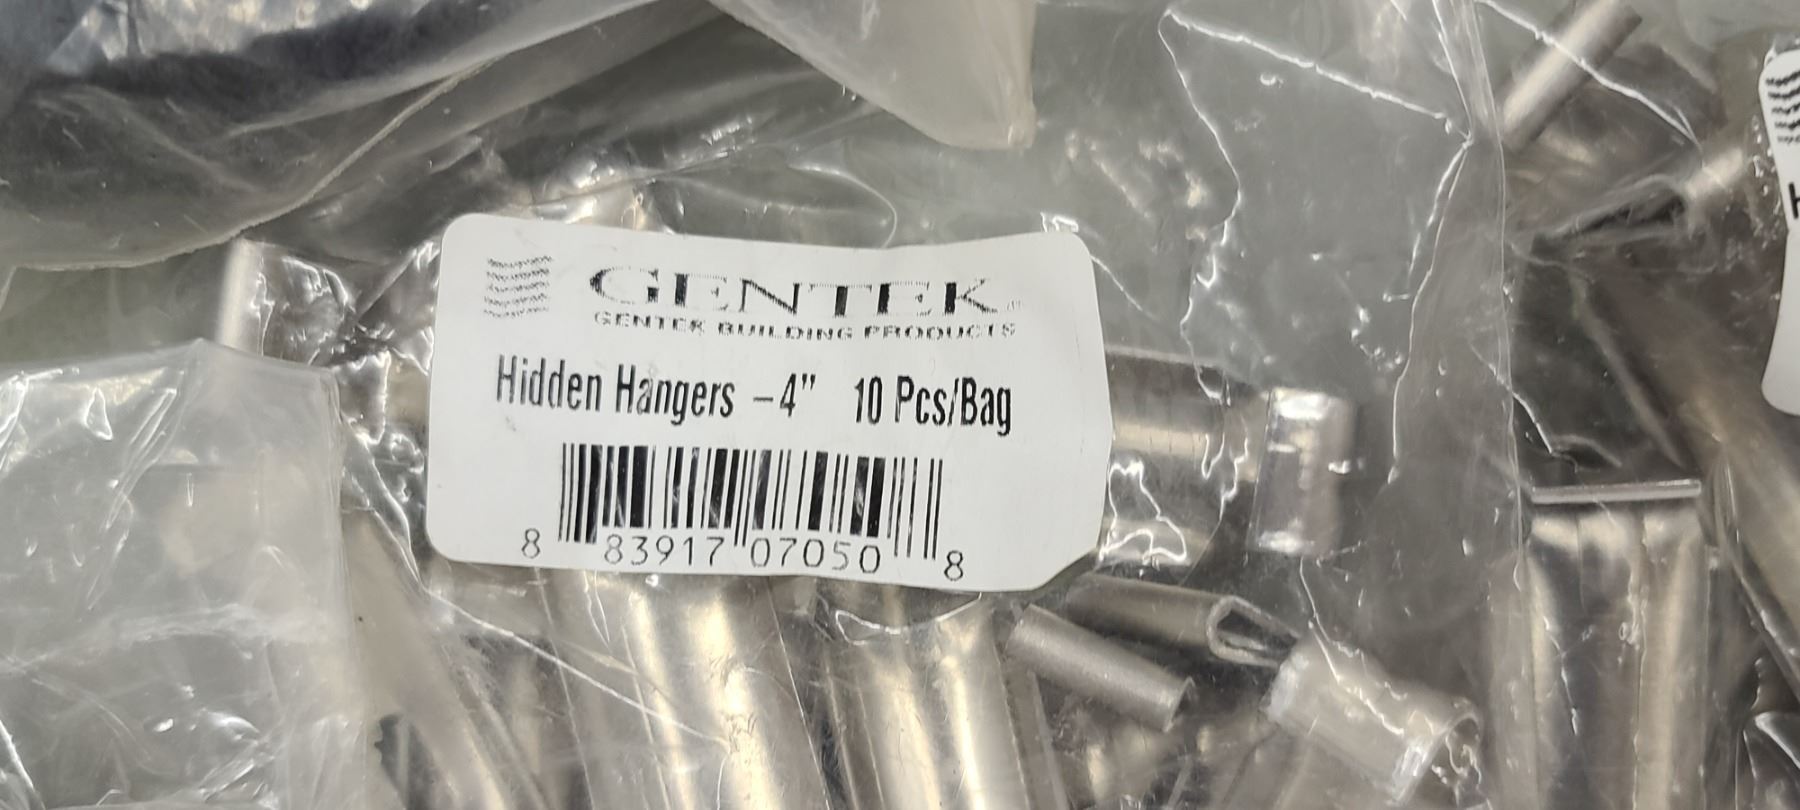 GENTEK
GENTEK BUILDING PRODUCTS
Hidden Hangers – 4" 10 Pcs/Bag
8 83917 07050 8